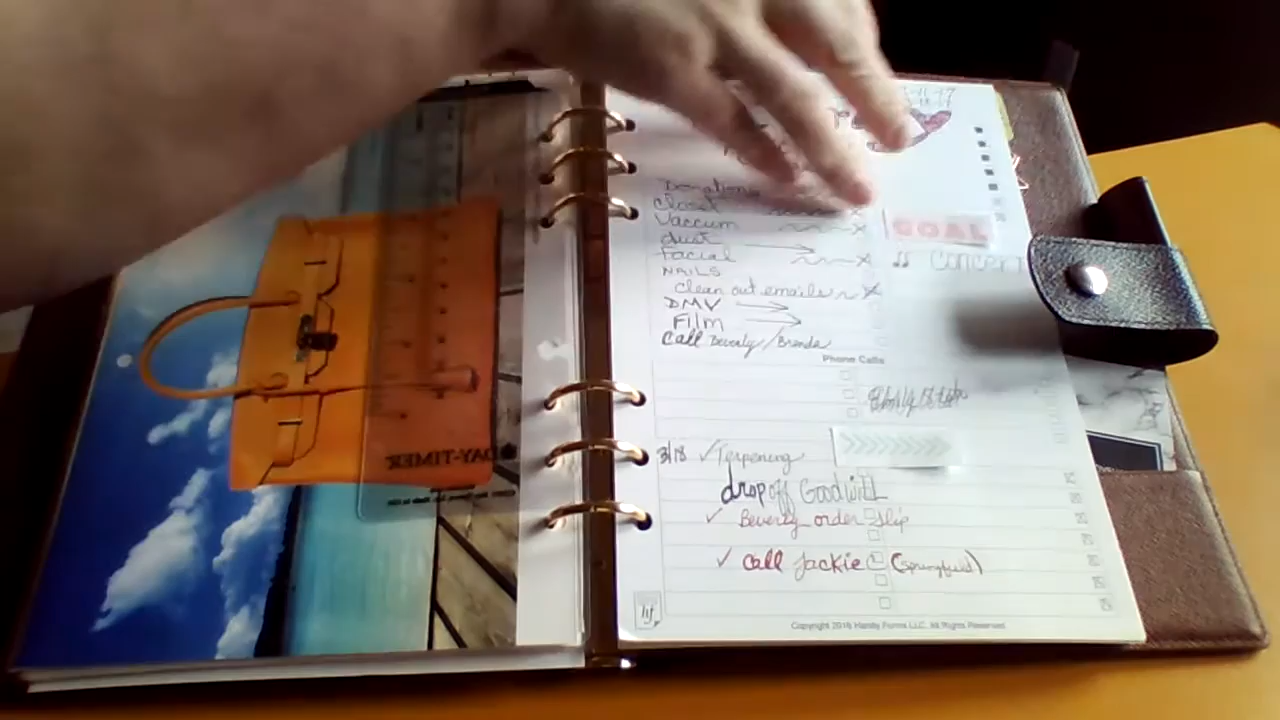 Donations
closet
Vaccum
dust
Facial
NAILS
clean out emails
DMV
Film
Call Beverly/Brenda
GOAL
Concert
Phone Calls
3/18 ✓ Terpening
drop off Goodwill
✓ Beverly order slip
✓ Call Jackie (Springfield)
Copyright 2016 Handy Forms LLC. All Rights Reserved
DAY-TIMER